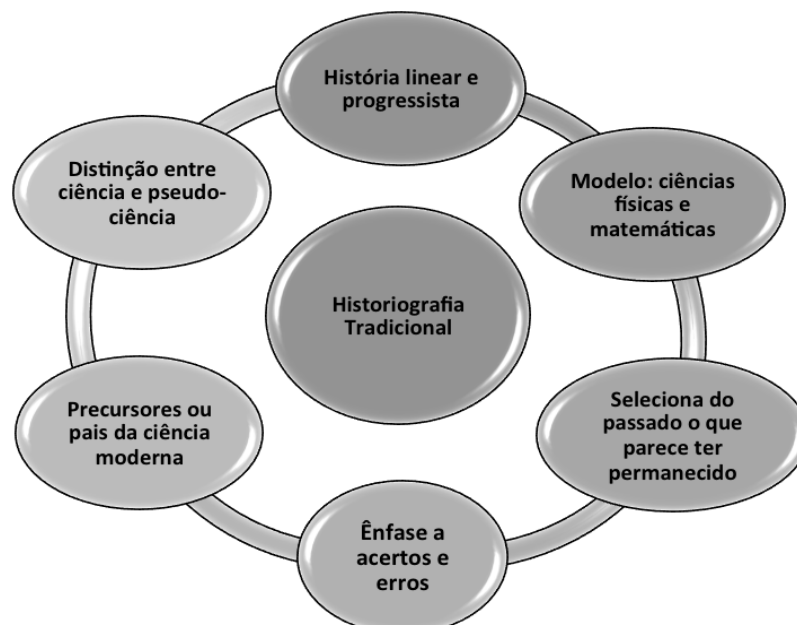 História linear e
progressista
Modelo: ciências
físicas e
matemáticas
Seleciona do
passado o que
parece ter
permanecido
Ênfase a
acertos e
erros
Precursores ou
pais da ciência
moderna
Distinção entre
ciência e pseudo-
ciência
Historiografia
Tradicional